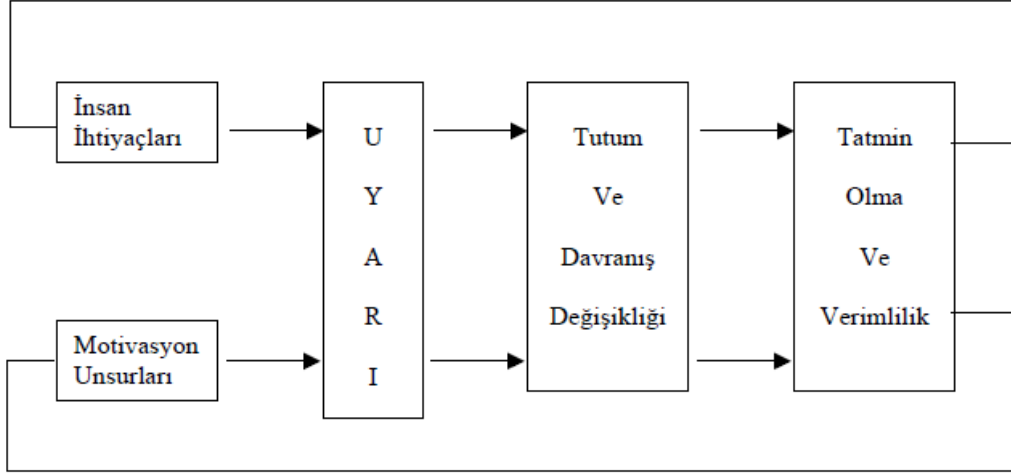 İnsan
İhtiyaçları
Motivasyon
Unsurları
U
Y
A
R
I
Tutum
Ve
Davranış
Değişikliği
Tatmin
Olma
Ve
Verimlilik